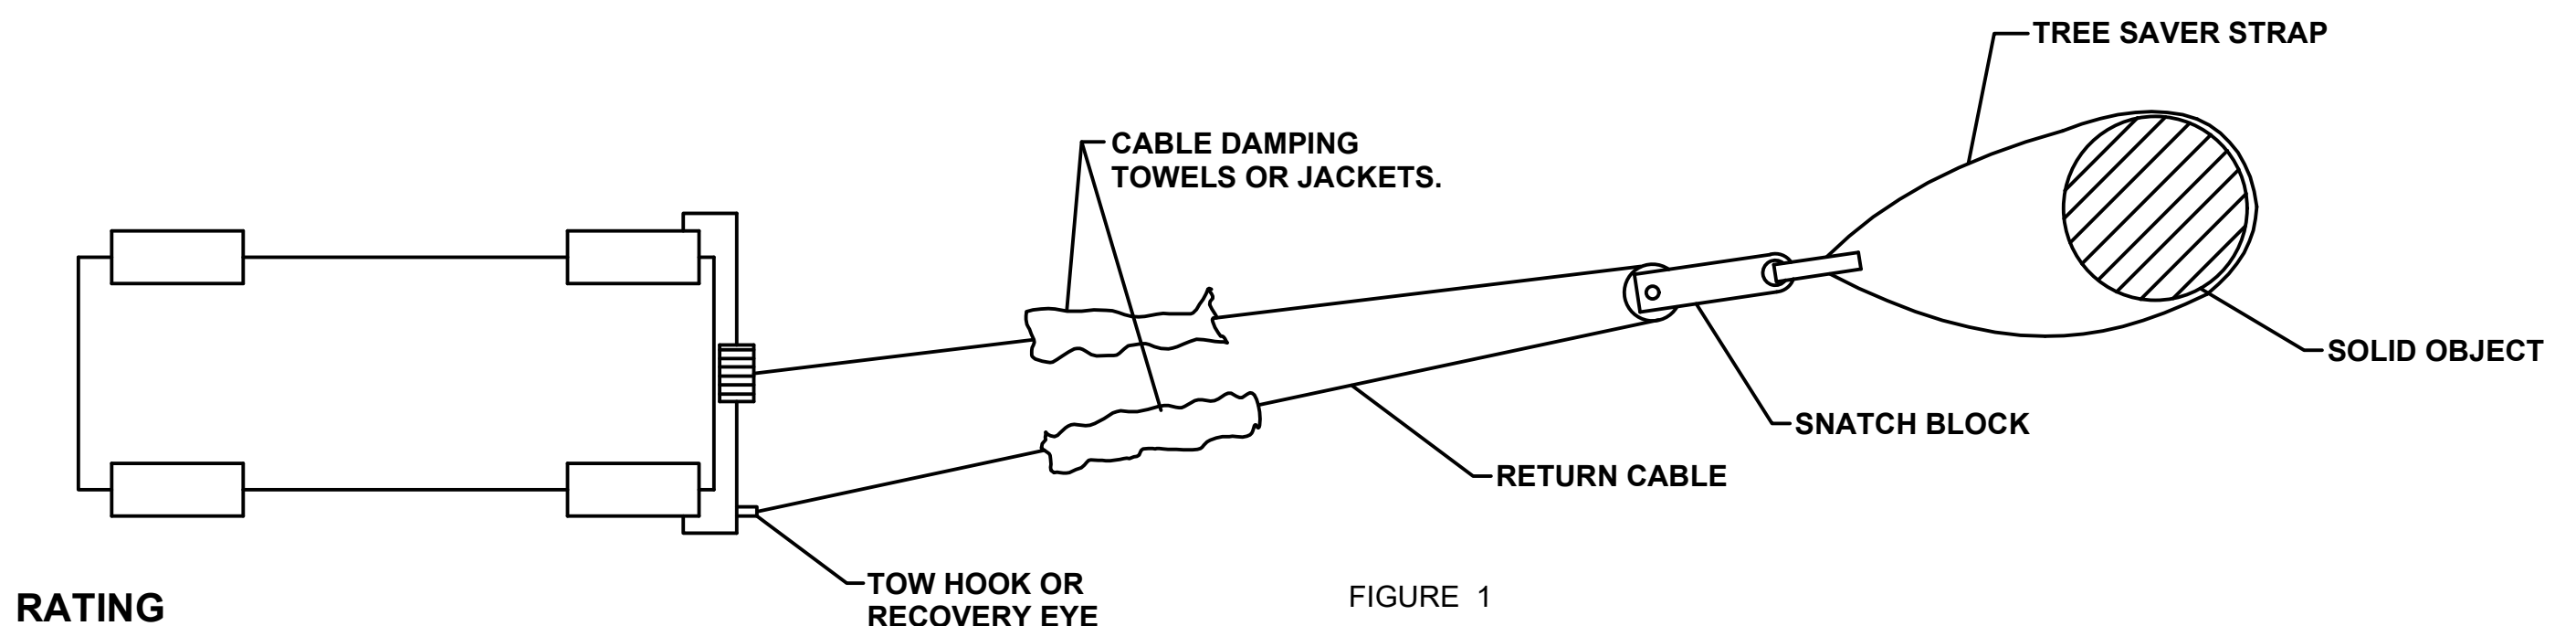 TREE SAVER STRAP
CABLE DAMPING
TOWELS OR JACKETS.
SOLID OBJECT
SNATCH BLOCK
RETURN CABLE
TOW HOOK OR
RECOVERY EYE
FIGURE 1
RATING